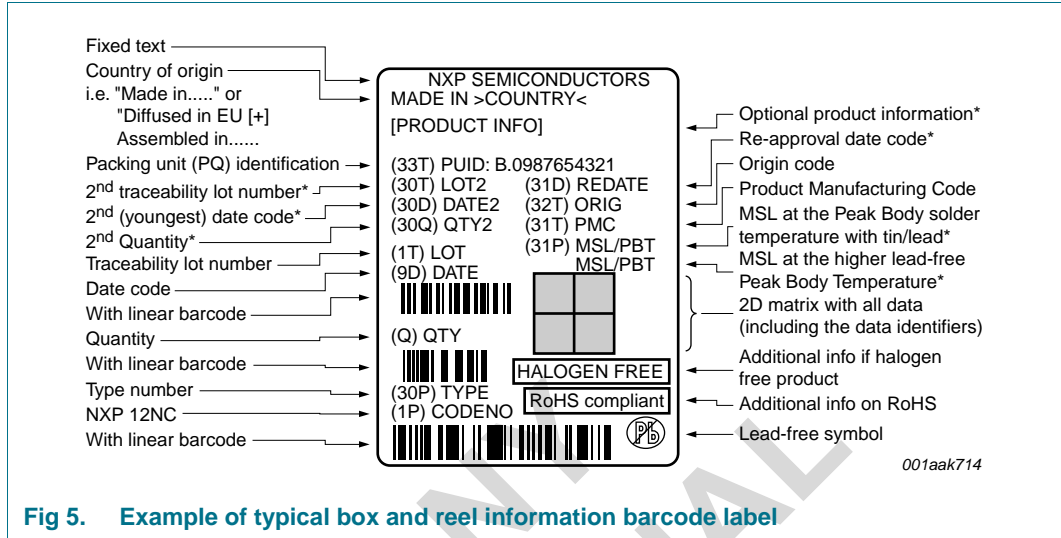 Fixed text
Country of origin
i.e. "Made in....." or
"Diffused in EU [+]
Assembled in......
Packing unit (PQ) identification
2nd traceability lot number*
2nd (youngest) date code*
2nd Quantity*
Traceability lot number
Date code
With linear barcode
Quantity
With linear barcode
Type number
NXP 12NC
With linear barcode
NXP SEMICONDUCTORS
MADE IN >COUNTRY<
[PRODUCT INFO]
(33T) PUID: B.0987654321
(30T) LOT2 (31D) REDATE
(30D) DATE2 (32T) ORIG
(30Q) QTY2 (31T) PMC
(31P) MSL/PBT
(1T) LOT MSL/PBT
(9D) DATE
(Q) QTY
HALOGEN FREE
(30P) TYPE RoHS compliant
(1P) CODENO
Pb
Optional product information*
Re-approval date code*
Origin code
Product Manufacturing Code
MSL at the Peak Body solder
temperature with tin/lead*
MSL at the higher lead-free
Peak Body Temperature*
2D matrix with all data
(including the data identifiers)
Additional info if halogen
free product
Additional info on RoHS
Lead-free symbol
001aak714
Fig 5. Example of typical box and reel information barcode label